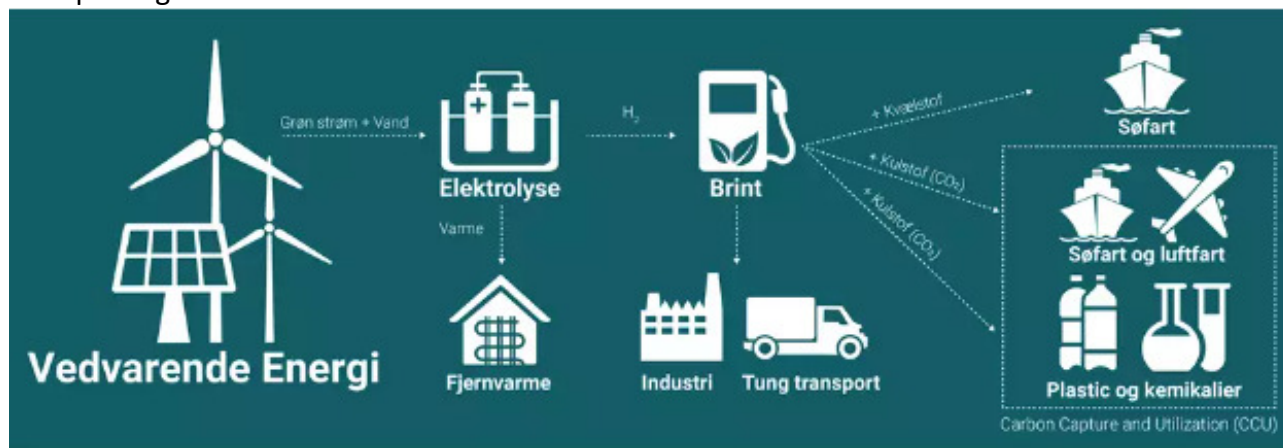 Grøn strøm + Vand
H₂
+ Kvælstof
Søfart
+ Kulstof (CO₂)
+ Kulstof (CO₂)
Elektrolyse
Brint
Varme
Søfart og luftfart
Vedvarende Energi
Fjernvarme
Industri
Tung transport
Plastic og kemikalier
Carbon Capture and Utilization (CCU)